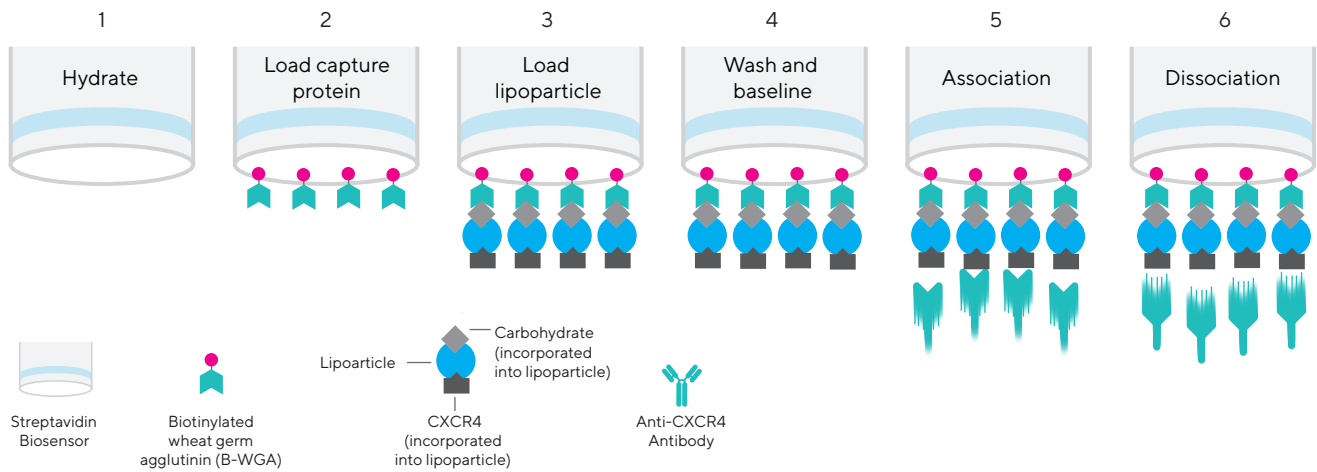 1
2
3
4
5
6
Hydrate
Load capture
protein
Load
lipoparticle
Wash and
baseline
Association
Dissociation
Streptavidin
Biosensor
Biotinylated
wheat germ
agglutinin (B-WGA)
Lipoarticle
Carbohydrate
(incorporated
into lipoparticle)
CXCR4
(incorporated
into lipoparticle)
Anti-CXCR4
Antibody